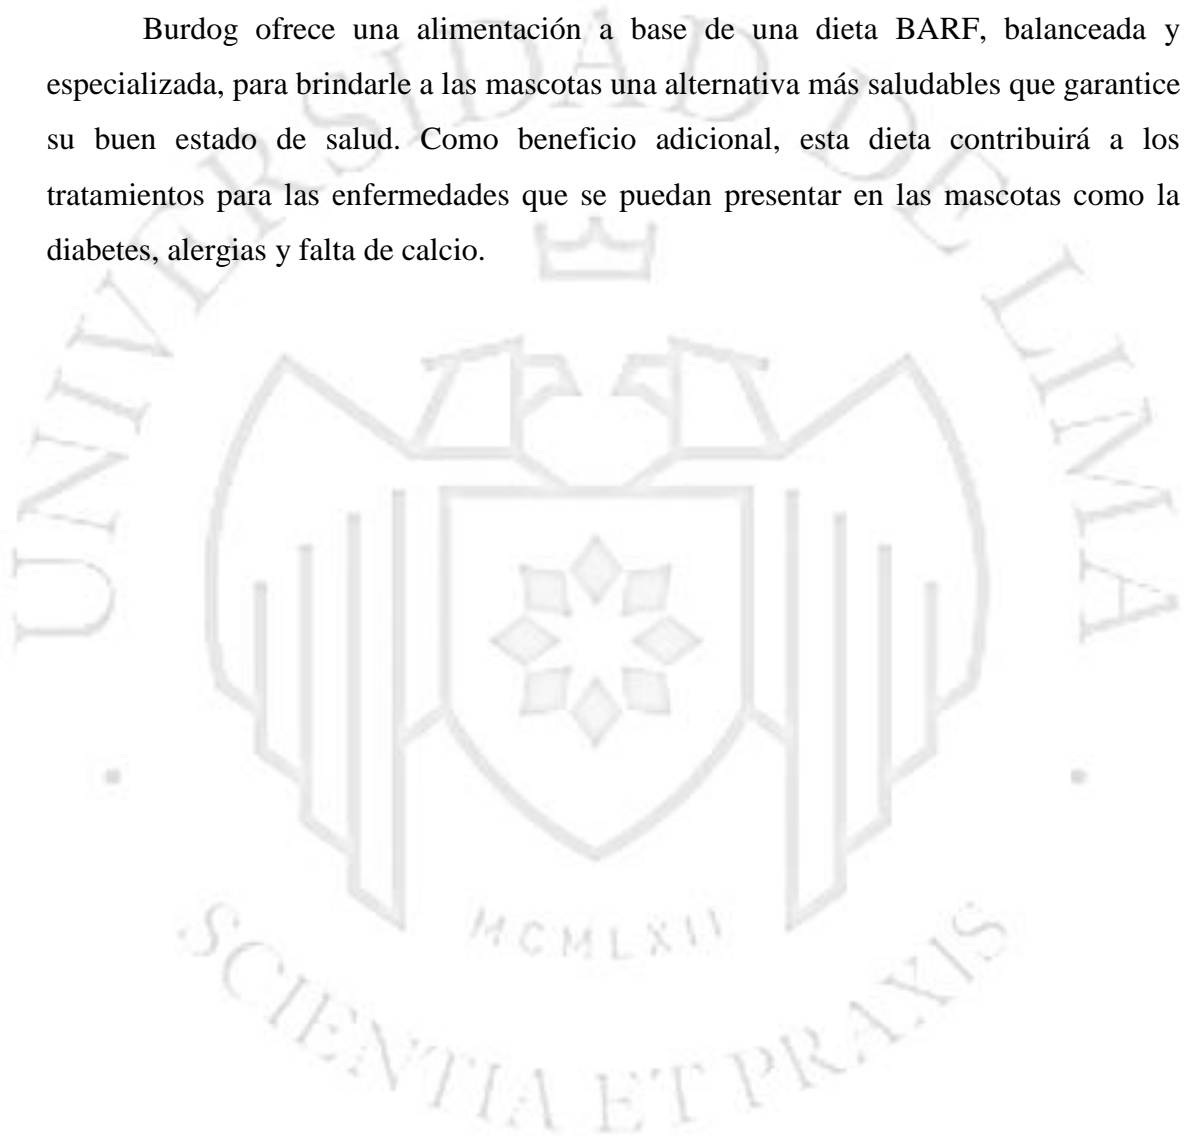 Burdog ofrece una alimentación a base de una dieta BARF, balanceada y
especializada, para brindarle a las mascotas una alternativa más saludables que garantice
su buen estado de salud. Como beneficio adicional, esta dieta contribuirá a los
tratamientos para las enfermedades que se puedan presentar en las mascotas como la
diabetes, alergias y falta de calcio.
UNIVERSIDAD DE LIMA
MCMLXII
SCIENTIA ET PRAXIS